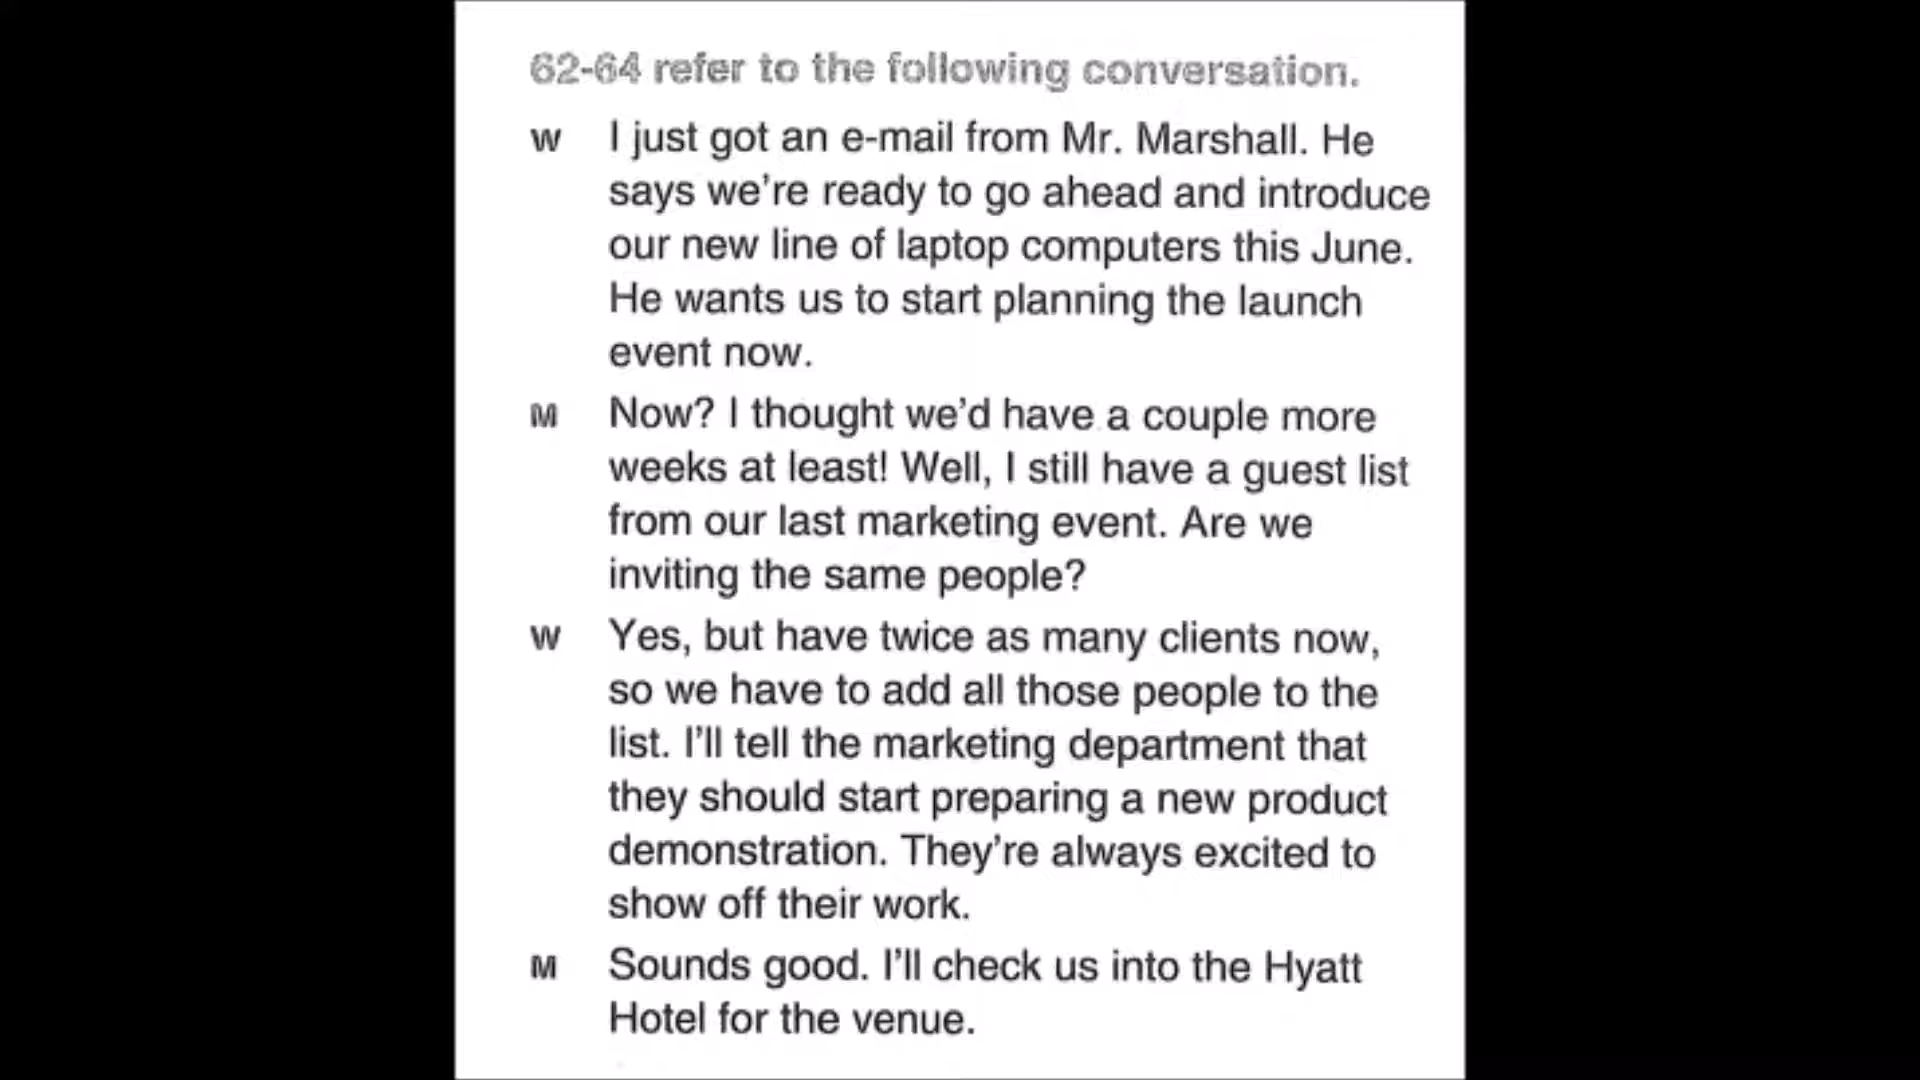 62-64 refer to the following conversation.
W I just got an e-mail from Mr. Marshall. He
says we're ready to go ahead and introduce
our new line of laptop computers this June.
He wants us to start planning the launch
event now.
M Now? I thought we'd have a couple more
weeks at least! Well, I still have a guest list
from our last marketing event. Are we
inviting the same people?
W Yes, but have twice as many clients now,
so we have to add all those people to the
list. I'll tell the marketing department that
they should start preparing a new product
demonstration. They're always excited to
show off their work.
M Sounds good. I'll check us into the Hyatt
Hotel for the venue.